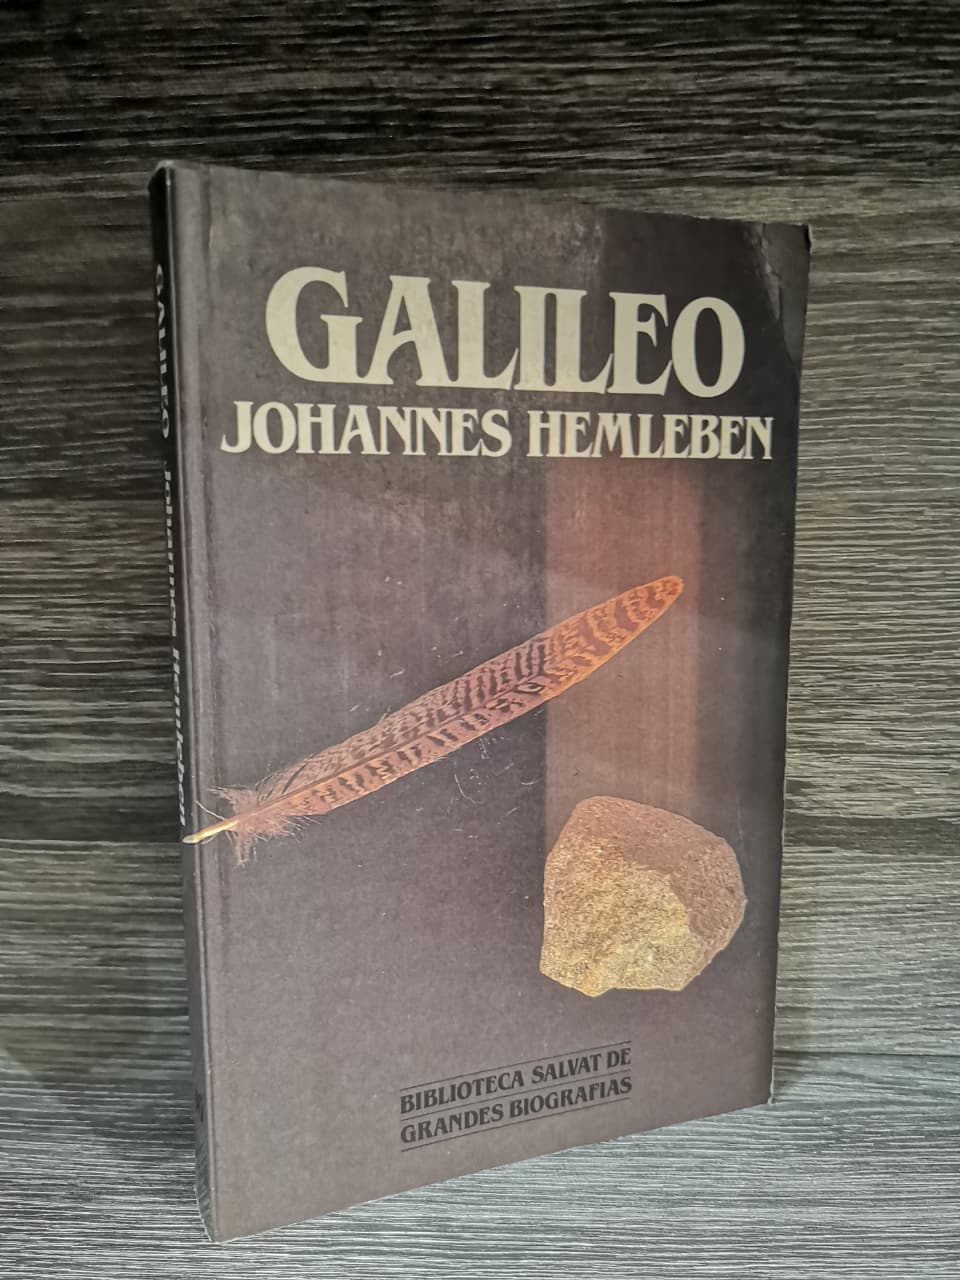 GALILEO
JOHANNES HEMLEBEN
BIBLIOTECA SALVAT DE
GRANDES BIOGRAFIAS
GALILEO Johannes Hemleben